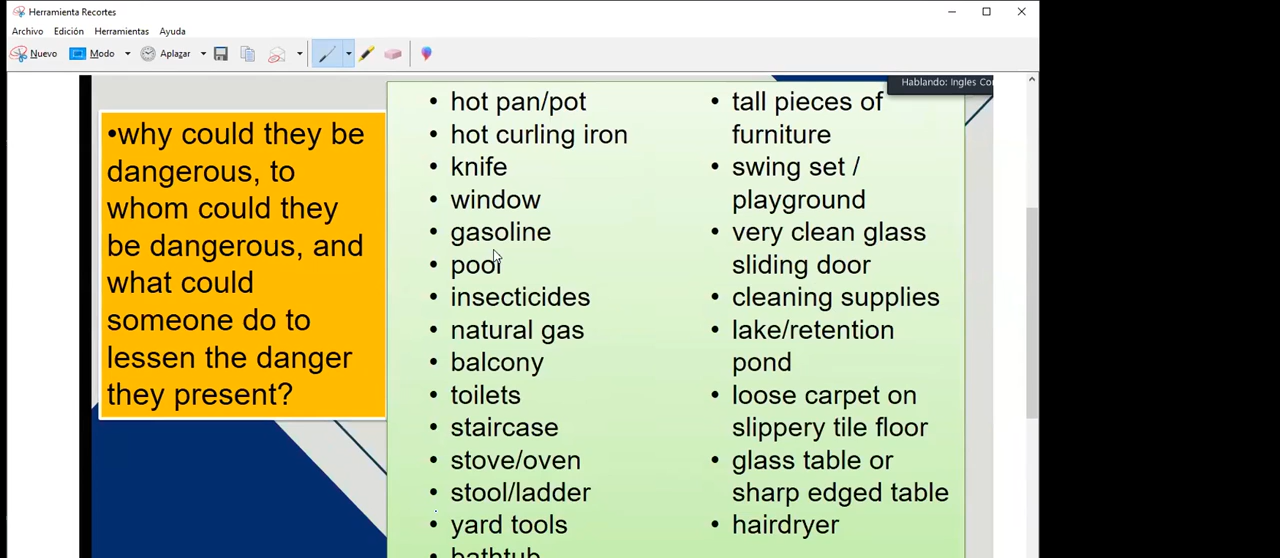 Herramienta Recortes
Archivo Edición Herramientas Ayuda
Nuevo Modo Aplazar
Hablando: Ingles
•why could they be
dangerous, to
whom could they
be dangerous, and
what could
someone do to
lessen the danger
they present?
• hot pan/pot
• hot curling iron
• knife
• window
• gasoline
• pool
• insecticides
• natural gas
• balcony
• toilets
• staircase
• stove/oven
• stool/ladder
• yard tools
bathtub
• tall pieces of
furniture
• swing set /
playground
• very clean glass
sliding door
• cleaning supplies
• lake/retention
pond
• loose carpet on
slippery tile floor
• glass table or
sharp edged table
• hairdryer